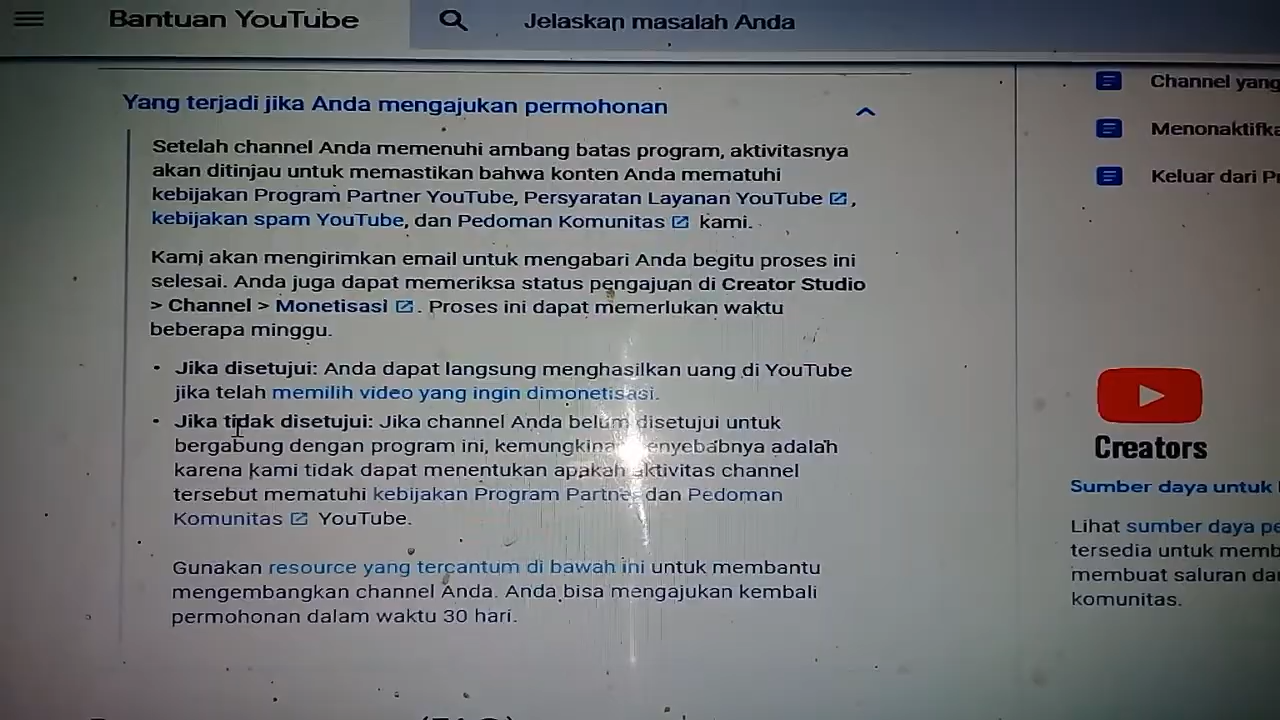 Bantuan YouTube
Jelaskan masalah Anda
Yang terjadi jika Anda mengajukan permohonan
Setelah channel Anda memenuhi ambang batas program, aktivitasnya
akan ditinjau untuk memastikan bahwa konten Anda mematuhi
kebijakan Program Partner YouTube, Persyaratan Layanan YouTube ,
kebijakan spam YouTube, dan Pedoman Komunitas kami.
Kami akan mengirimkan email untuk mengabari Anda begitu proses ini
selesai. Anda juga dapat memeriksa status pengajuan di Creator Studio
> Channel > Monetisasi . Proses ini dapat memerlukan waktu
beberapa minggu.
• Jika disetujui: Anda dapat langsung menghasilkan uang di YouTube
jika telah memilih video yang ingin dimonetisasi.
• Jika tidak disetujui: Jika channel Anda belum disetujui untuk
bergabung dengan program ini, kemungkinan penyebabnya adalah
karena kami tidak dapat menentukan apakah aktivitas channel
tersebut mematuhi kebijakan Program Partner dan Pedoman
Komunitas YouTube.
Gunakan resource yang tercantum di bawah ini untuk membantu
mengembangkan channel Anda. Anda bisa mengajukan kembali
permohonan dalam waktu 30 hari.
Channel yang
Menonaktifka
Keluar dari P
Creators
Sumber daya untuk
Lihat sumber daya pe
tersedia untuk memb
membuat saluran da
komunitas.